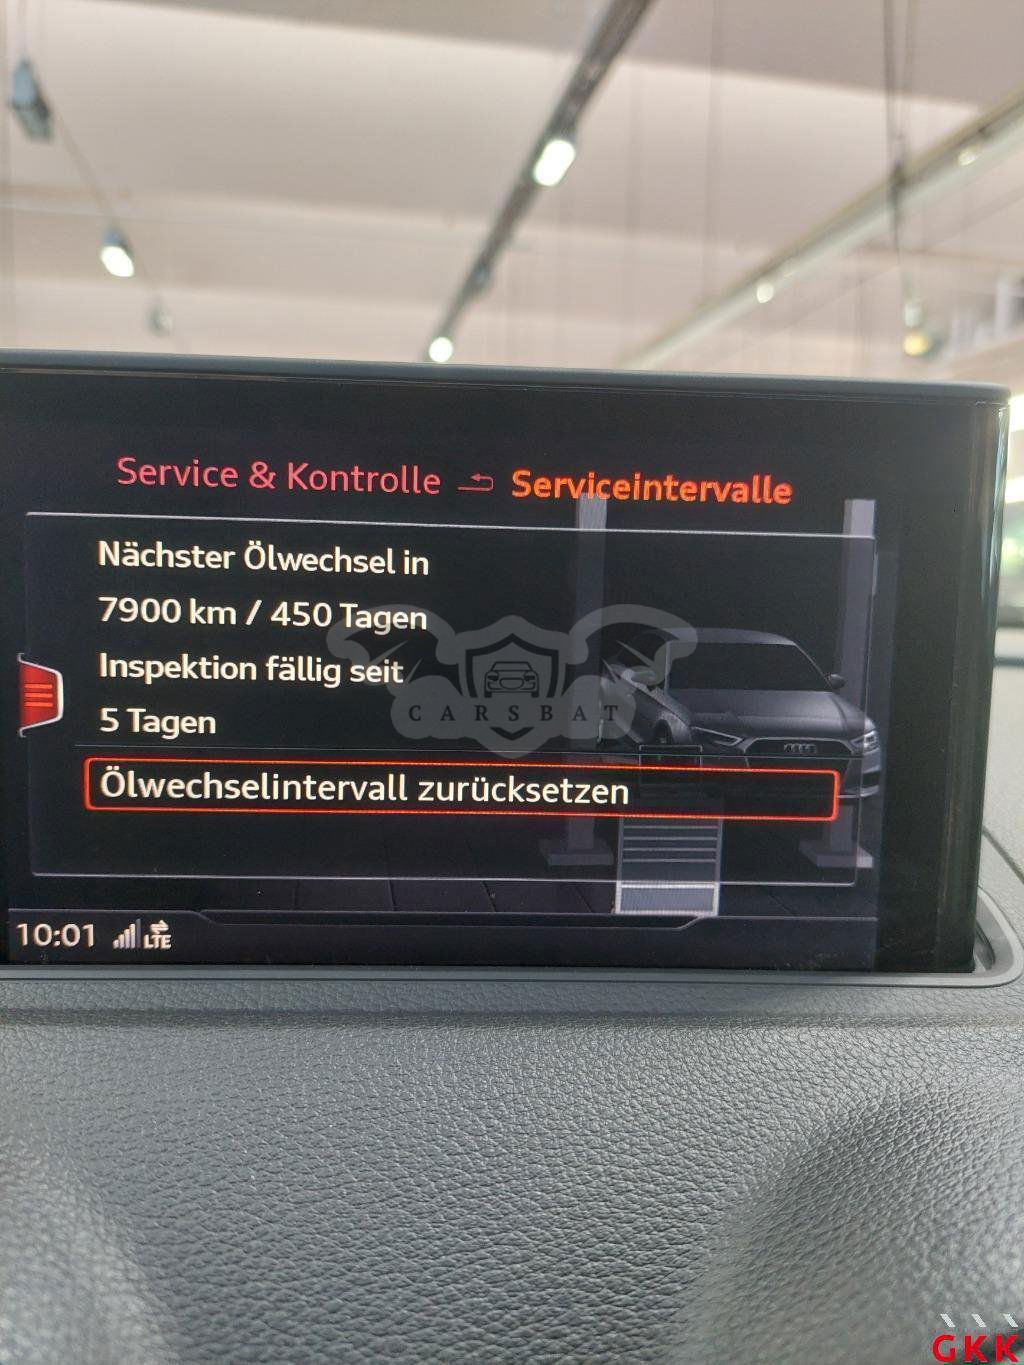 Service & Kontrolle Serviceintervalle
Nächster Ölwechsel in
7900 km / 450 Tagen
Inspektion fällig seit
5 Tagen
CARSBAT
Ölwechselintervall zurücksetzen
10:01 LTE
GKK